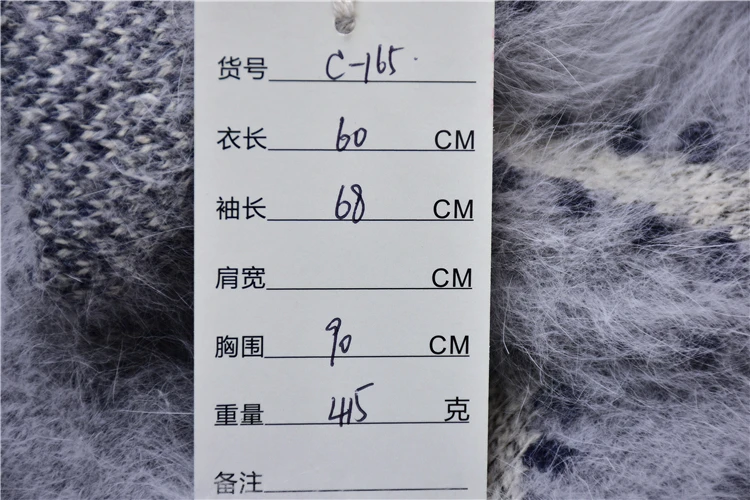 货号 C-165
衣长 60 CM
袖长 68 CM
肩宽 CM
胸围 90 CM
重量 415 克
备注